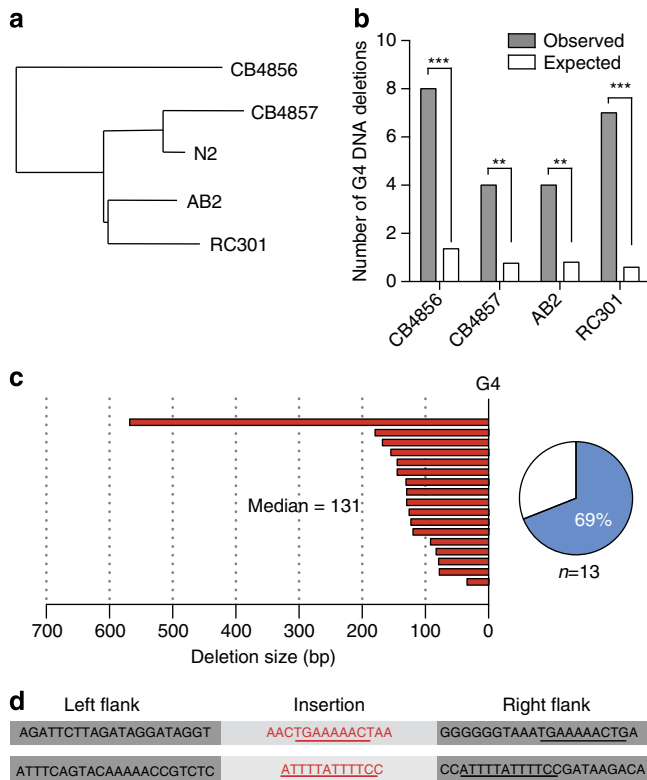 a
CB4856
CB4857
N2
AB2
RC301
b
Number of G4 DNA deletions
10
8
6
4
2
0
Observed
Expected
***
**
**
***
CB4856
CB4857
AB2
RC301
c
G4
Median = 131
69%
n=13
700 600 500 400 300 200 100 0
Deletion size (bp)
d
Left flank Insertion Right flank
AGATTCTTAGATAGGATAGGT AACTGAAAAACTAA GGGGGGTAAATGAAAAACTGA
ATTTCAGTACAAAAACCGTCTC ATTTTATTTTCC CCATTTTATTTTCCGATAAGACA